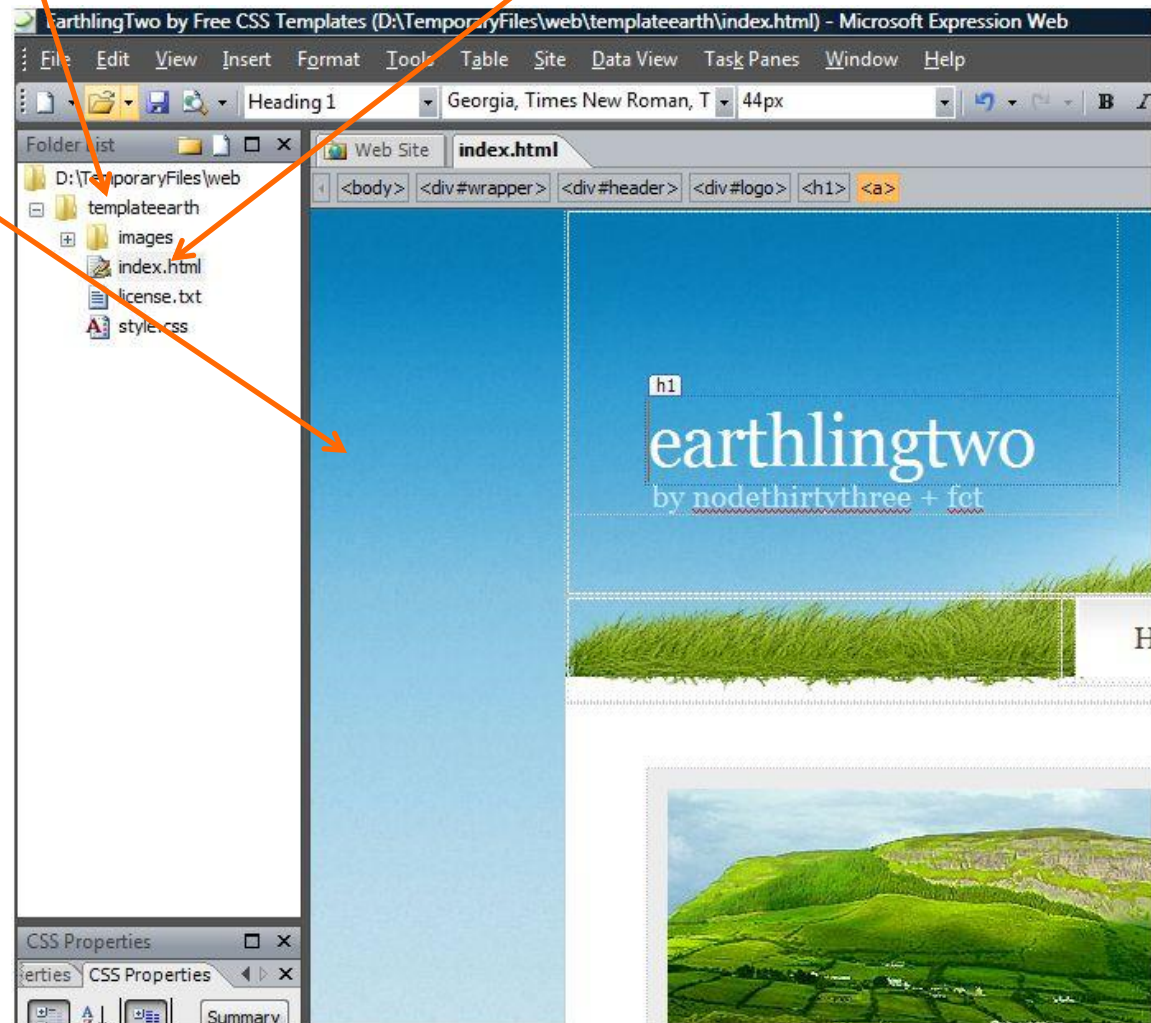 EarthlingTwo by Free CSS Templates (D:\TemporaryFiles\web\templateearth\index.html) - Microsoft Expression Web
File Edit View Insert Format Tools Table Site Data View Task Panes Window Help
Heading 1 Georgia, Times New Roman, T 44px B I
Folder List
Web Site index.html
D:\TemporaryFiles\web
<body> <div#wrapper> <div#header> <div#logo> <h1> <a>
templateearth
images
index.html
license.txt
style.css
h1
earthlingtwo
by nodethirtythree + fct
H
CSS Properties
erties CSS Properties
Summary